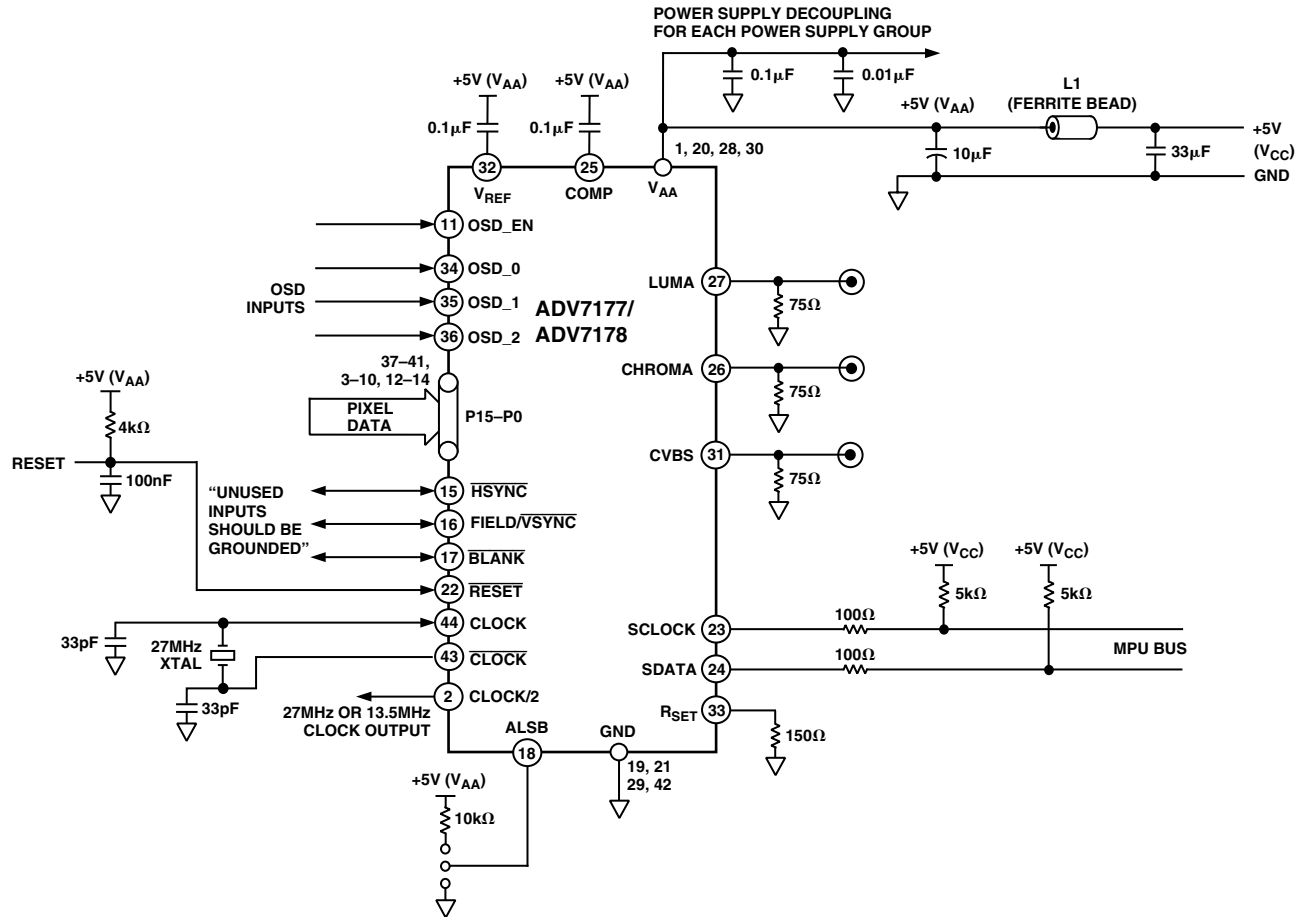 POWER SUPPLY DECOUPLING
FOR EACH POWER SUPPLY GROUP
0.1µF
0.01µF
+5V (VAA)
+5V (VAA)
0.1µF
0.1µF
+5V (VAA)
L1
(FERRITE BEAD)
+5V
(VCC)
10µF
33µF
GND
1, 20, 28, 30
32
25
VREF
COMP
VAA
11 OSD_EN
34 OSD_0
OSD
INPUTS
35 OSD_1
36 OSD_2
ADV7177/
ADV7178
37–41,
3–10, 12–14
PIXEL
DATA
P15–P0
LUMA 27
75Ω
CHROMA 26
75Ω
CVBS 31
75Ω
+5V (VAA)
4kΩ
RESET
100nF
“UNUSED
INPUTS
SHOULD BE
GROUNDED”
15 HSYNC
16 FIELD/VSYNC
17 BLANK
22 RESET
44 CLOCK
43 CLOCK
2 CLOCK/2
33pF
27MHz
XTAL
33pF
27MHz OR 13.5MHz
CLOCK OUTPUT
+5V (VCC)
+5V (VCC)
5kΩ
5kΩ
SCLOCK 23
100Ω
MPU BUS
SDATA 24
100Ω
RSET 33
150Ω
ALSB
18
GND
19, 21
29, 42
+5V (VAA)
10kΩ